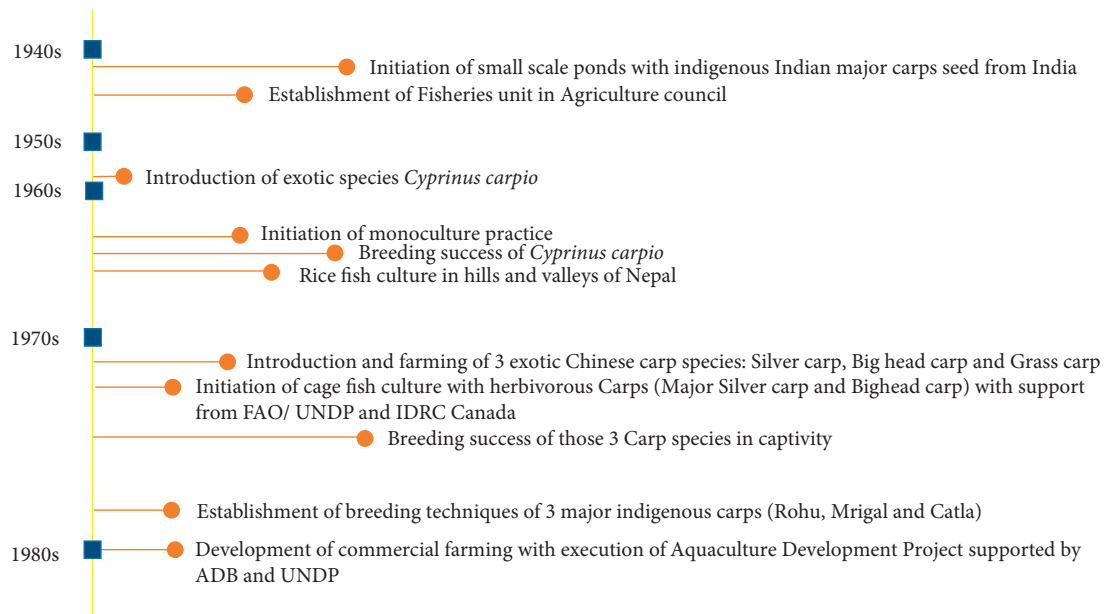 1940s
Initiation of small scale ponds with indigenous Indian major carps seed from India
Establishment of Fisheries unit in Agriculture council
1950s
Introduction of exotic species Cyprinus carpio
1960s
Initiation of monoculture practice
Breeding success of Cyprinus carpio
Rice fish culture in hills and valleys of Nepal
1970s
Introduction and farming of 3 exotic Chinese carp species: Silver carp, Big head carp and Grass carp
Initiation of cage fish culture with herbivorous Carps (Major Silver carp and Bighead carp) with support
from FAO/ UNDP and IDRC Canada
Breeding success of those 3 Carp species in captivity
Establishment of breeding techniques of 3 major indigenous carps (Rohu, Mrigal and Catla)
1980s
Development of commercial farming with execution of Aquaculture Development Project supported by
ADB and UNDP